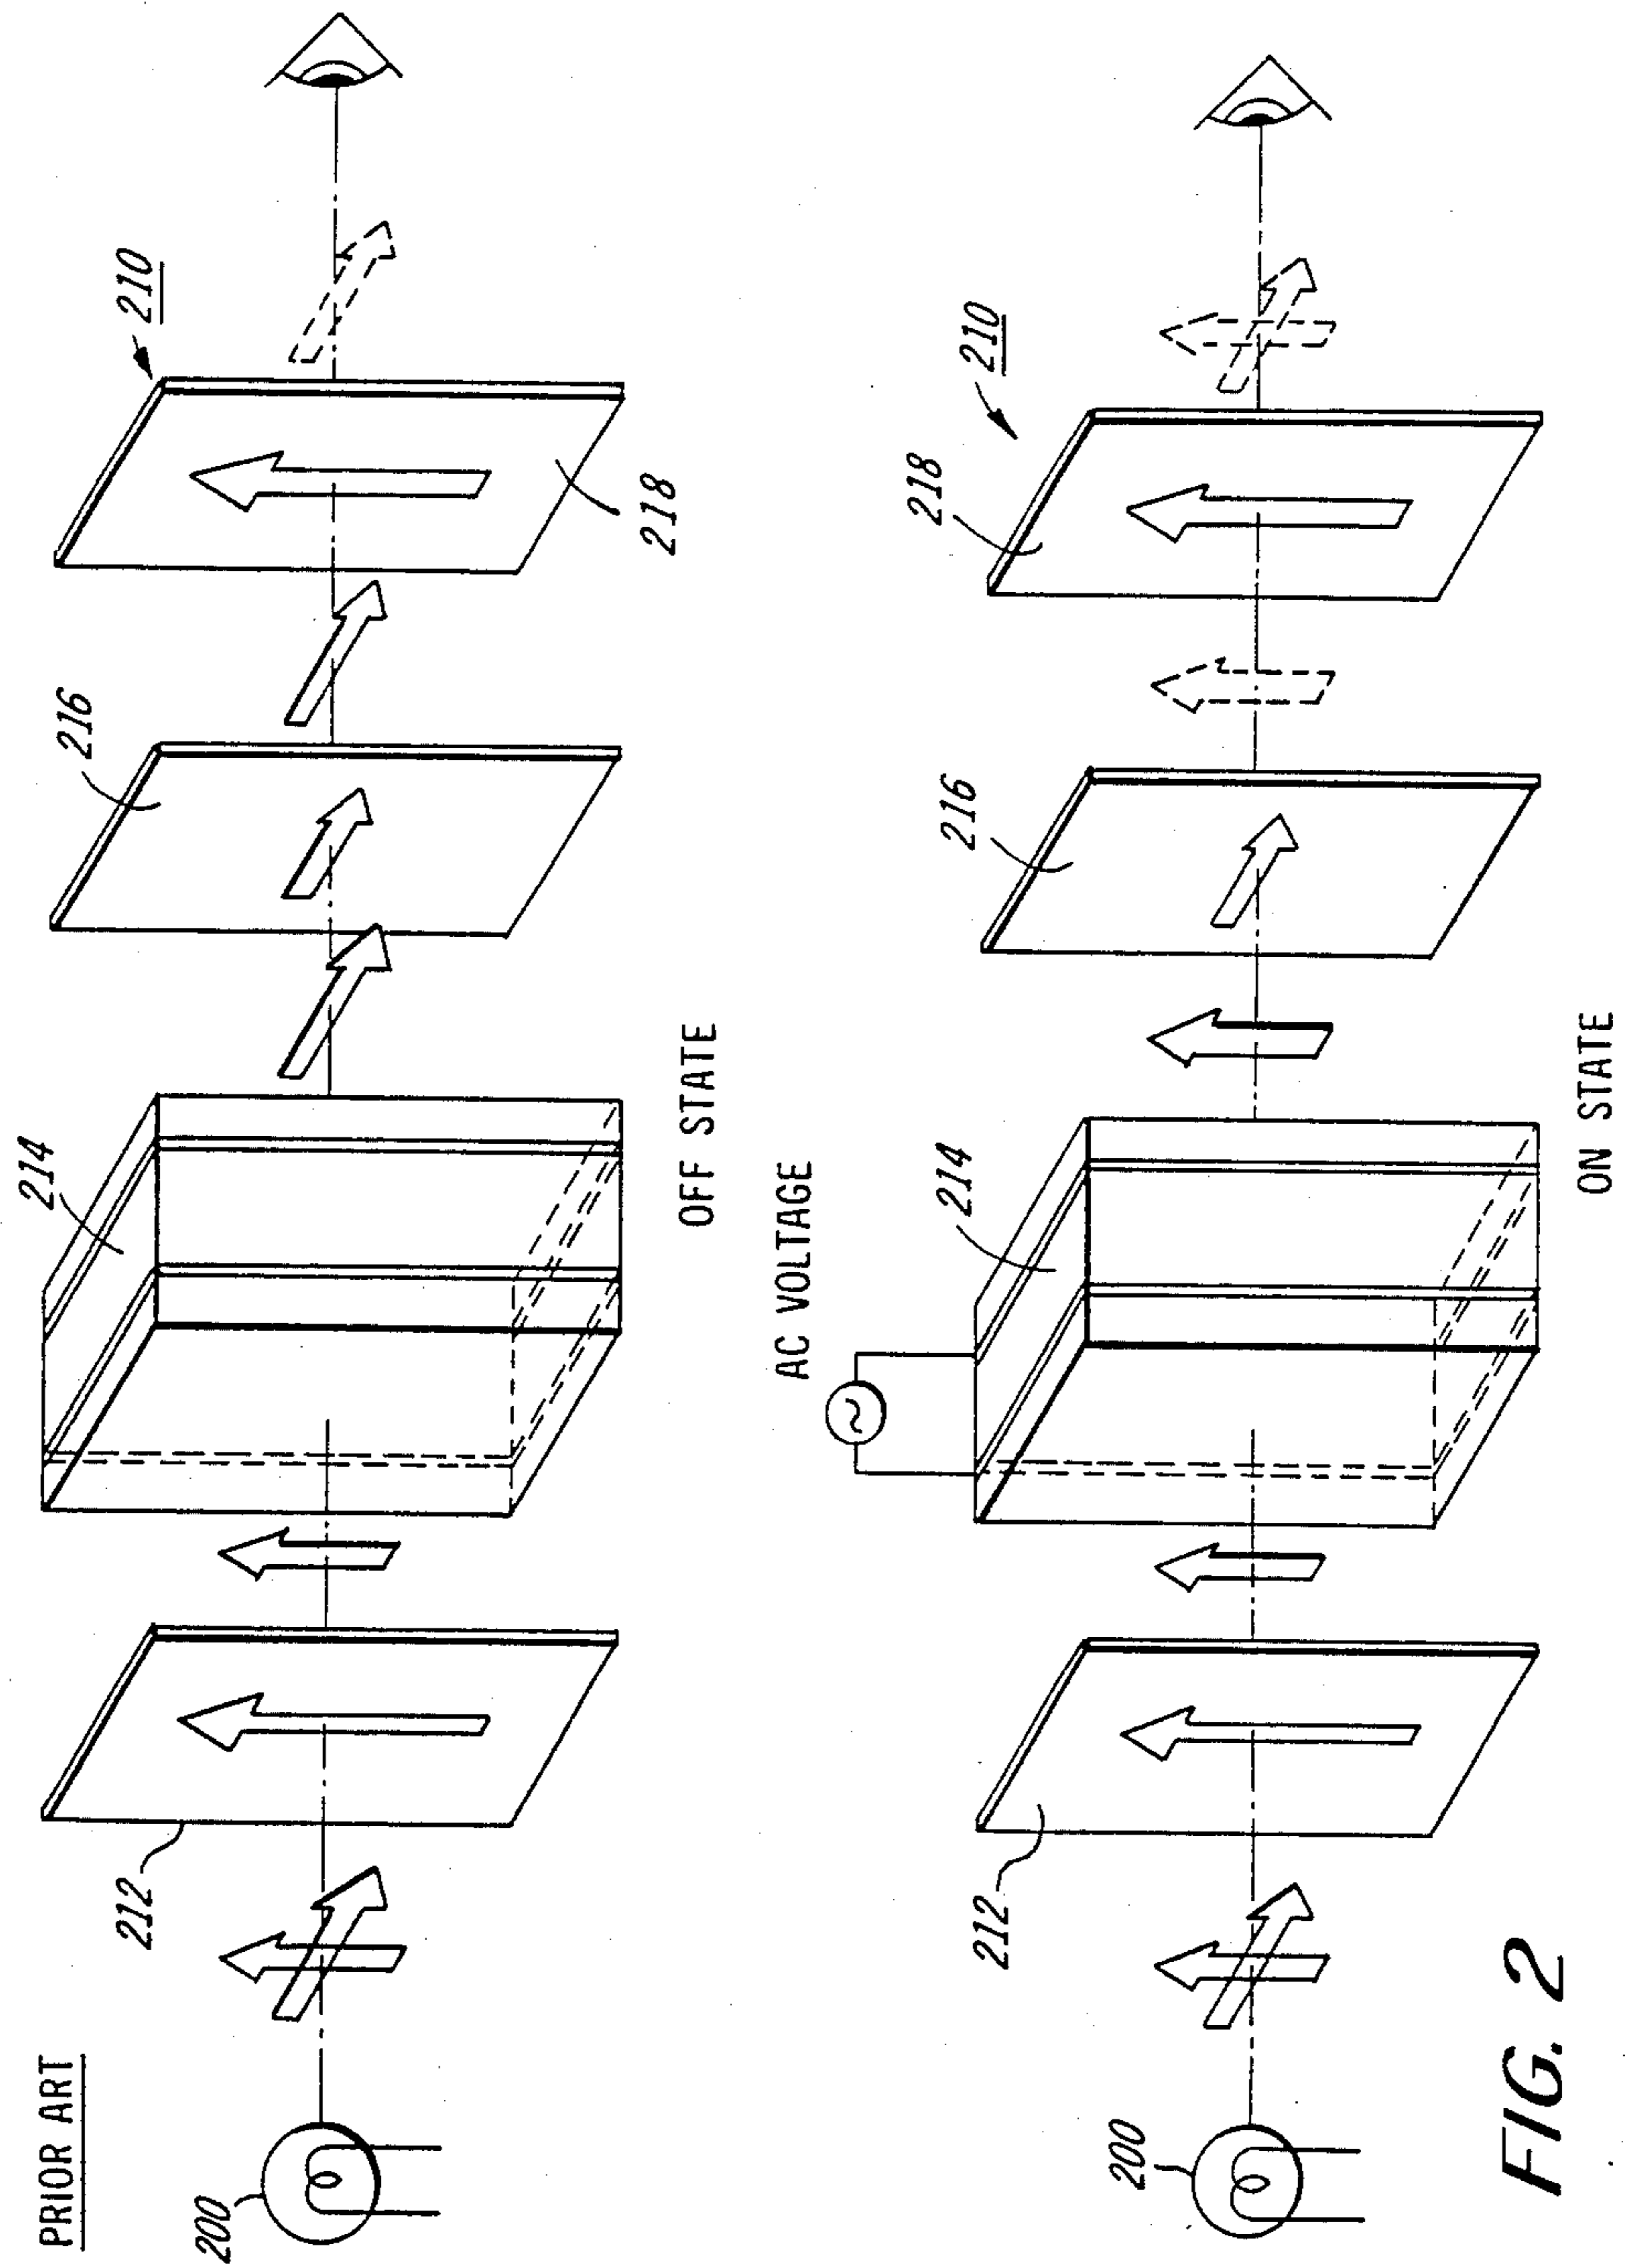 PRIOR ART
200
212
214
216
210
218
OFF STATE
AC VOLTAGE
200
212
214
216
218
210
ON STATE
FIG. 2